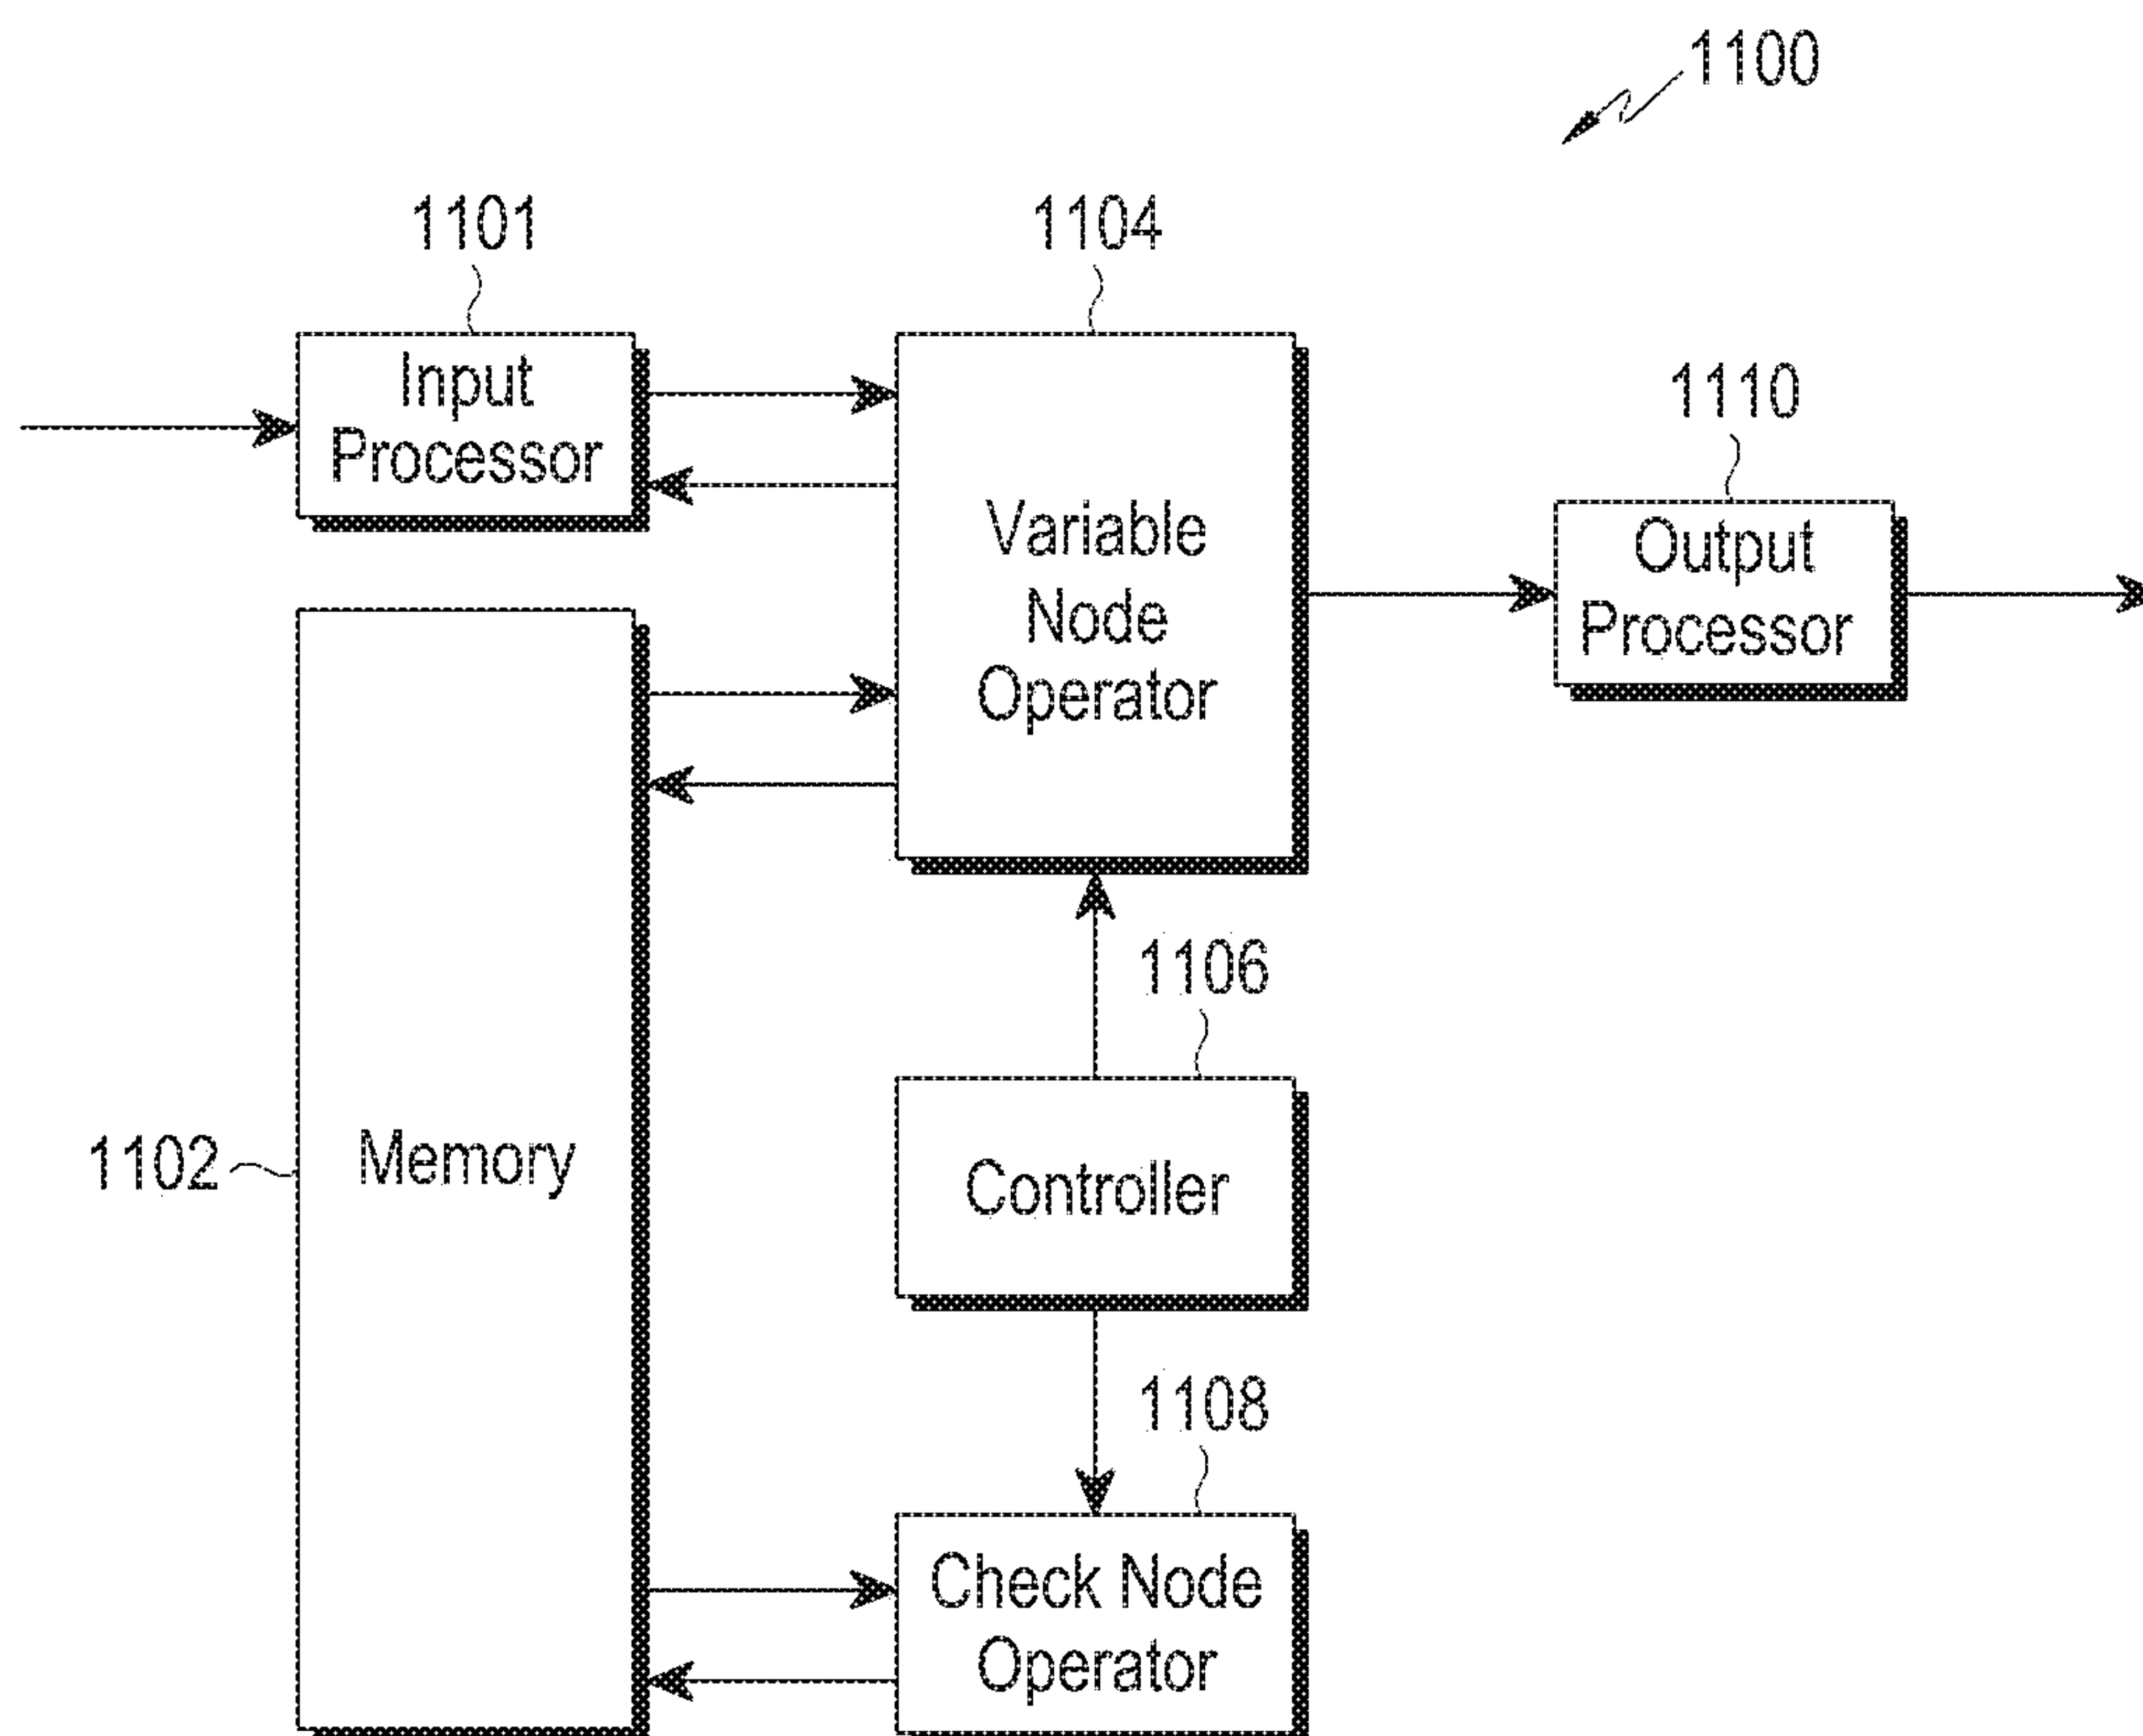 1100
1101
1104
Input
Processor
1110
Variable
Node
Operator
Output
Processor
1106
1102
Memory
Controller
1108
Check Node
Operator